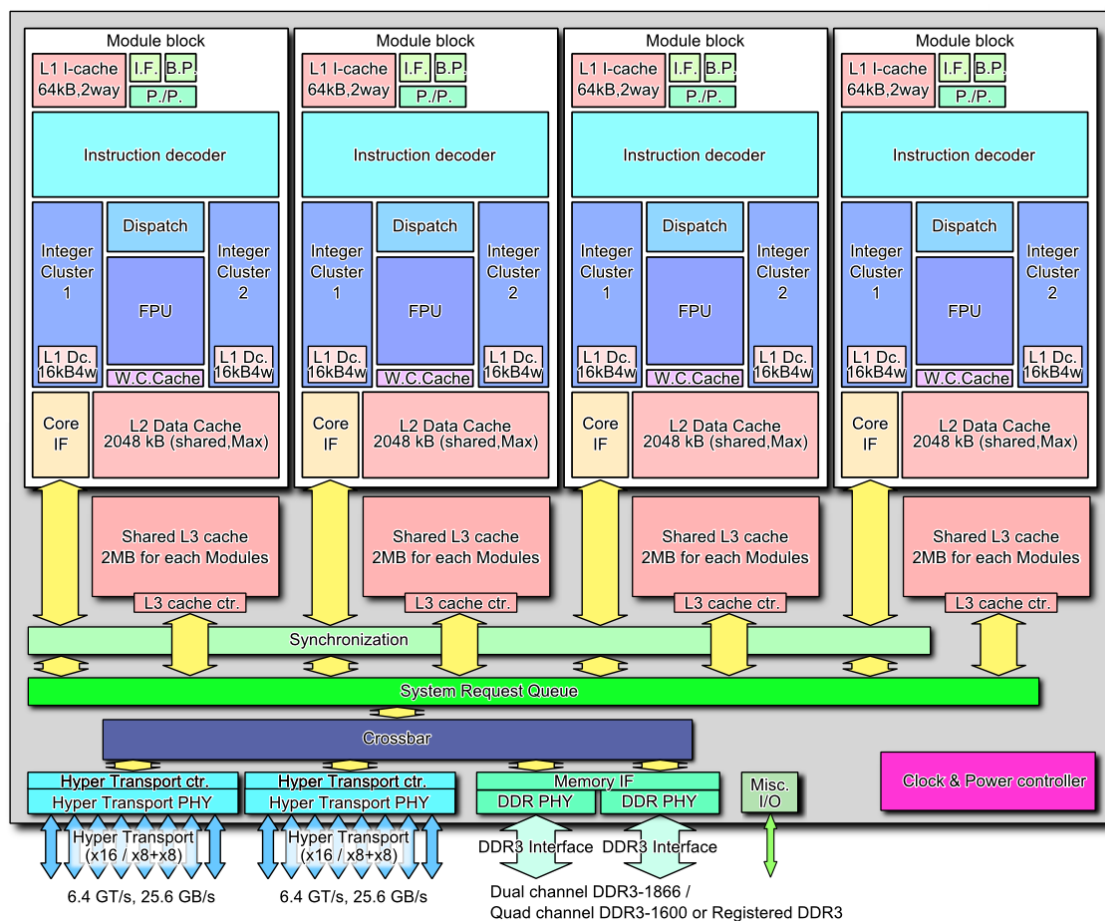 Module block
L1 I-cache
64kB,2way
I.F.
B.P.
P./P.
Instruction decoder
Integer
Cluster
1
Dispatch
FPU
Integer
Cluster
2
L1 Dc.
16kB4w
W.C.Cache
L1 Dc.
16kB4w
Core
IF
L2 Data Cache
2048 kB (shared,Max)
Module block
L1 I-cache
64kB,2way
I.F.
B.P.
P./P.
Instruction decoder
Integer
Cluster
1
Dispatch
FPU
Integer
Cluster
2
L1 Dc.
16kB4w
W.C.Cache
L1 Dc.
16kB4w
Core
IF
L2 Data Cache
2048 kB (shared,Max)
Module block
L1 I-cache
64kB,2way
I.F.
B.P.
P./P.
Instruction decoder
Integer
Cluster
1
Dispatch
FPU
Integer
Cluster
2
L1 Dc.
16kB4w
W.C.Cache
L1 Dc.
16kB4w
Core
IF
L2 Data Cache
2048 kB (shared,Max)
Module block
L1 I-cache
64kB,2way
I.F.
B.P.
P./P.
Instruction decoder
Integer
Cluster
1
Dispatch
FPU
Integer
Cluster
2
L1 Dc.
16kB4w
W.C.Cache
L1 Dc.
16kB4w
Core
IF
L2 Data Cache
2048 kB (shared,Max)
Shared L3 cache
2MB for each Modules
L3 cache ctr.
Shared L3 cache
2MB for each Modules
L3 cache ctr.
Shared L3 cache
2MB for each Modules
L3 cache ctr.
Shared L3 cache
2MB for each Modules
L3 cache ctr.
Synchronization
System Request Queue
Crossbar
Hyper Transport ctr.
Hyper Transport PHY
Hyper Transport ctr.
Hyper Transport PHY
Memory IF
DDR PHY
DDR PHY
Misc.
I/O
Clock & Power controller
Hyper Transport
(x16 / x8+x8)
Hyper Transport
(x16 / x8+x8)
DDR3 Interface
DDR3 Interface
6.4 GT/s, 25.6 GB/s
6.4 GT/s, 25.6 GB/s
Dual channel DDR3-1866 /
Quad channel DDR3-1600 or Registered DDR3